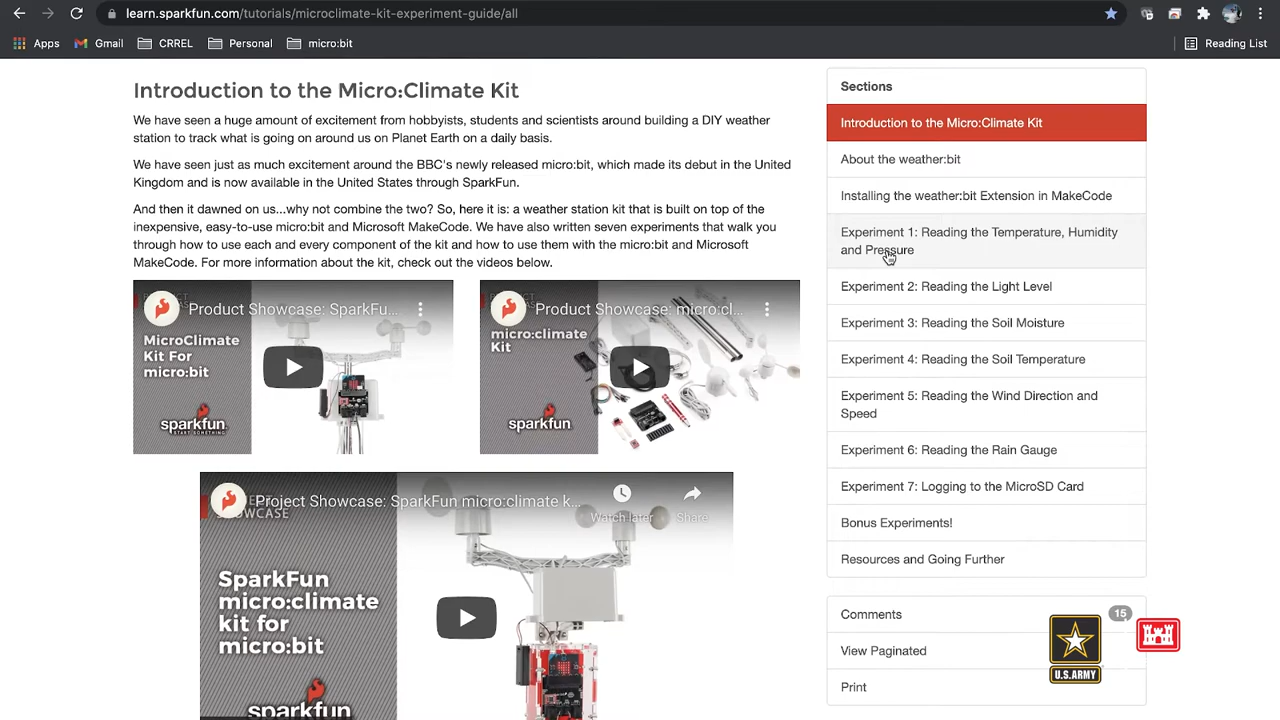 learn.sparkfun.com/tutorials/microclimate-kit-experiment-guide/all
Apps
Gmail
CRREL
Personal
micro:bit
Reading List
Introduction to the Micro:Climate Kit
We have seen a huge amount of excitement from hobbyists, students and scientists around building a DIY weather
station to track what is going on around us on Planet Earth on a daily basis.
We have seen just as much excitement around the BBC's newly released micro:bit, which made its debut in the United
Kingdom and is now available in the United States through SparkFun.
And then it dawned on us...why not combine the two? So, here it is: a weather station kit that is built on top of the
inexpensive, easy-to-use micro:bit and Microsoft MakeCode. We have also written seven experiments that walk you
through how to use each and every component of the kit and how to use them with the micro:bit and Microsoft
MakeCode. For more information about the kit, check out the videos below.
Product Showcase: SparkFu...
MicroClimate
Kit For
micro:bit
sparkfun
START SOMETHING
Product Showcase: micro:cl...
micro:climate
Kit
sparkfun
Project Showcase: SparkFun micro:climate k...
SHOWCASE
Watch later
Share
SparkFun
micro:climate
kit for
micro:bit
sparkfun
Sections
Introduction to the Micro:Climate Kit
About the weather:bit
Installing the weather:bit Extension in MakeCode
Experiment 1: Reading the Temperature, Humidity
and Pressure
Experiment 2: Reading the Light Level
Experiment 3: Reading the Soil Moisture
Experiment 4: Reading the Soil Temperature
Experiment 5: Reading the Wind Direction and
Speed
Experiment 6: Reading the Rain Gauge
Experiment 7: Logging to the MicroSD Card
Bonus Experiments!
Resources and Going Further
Comments
15
View Paginated
Print
U.S.ARMY